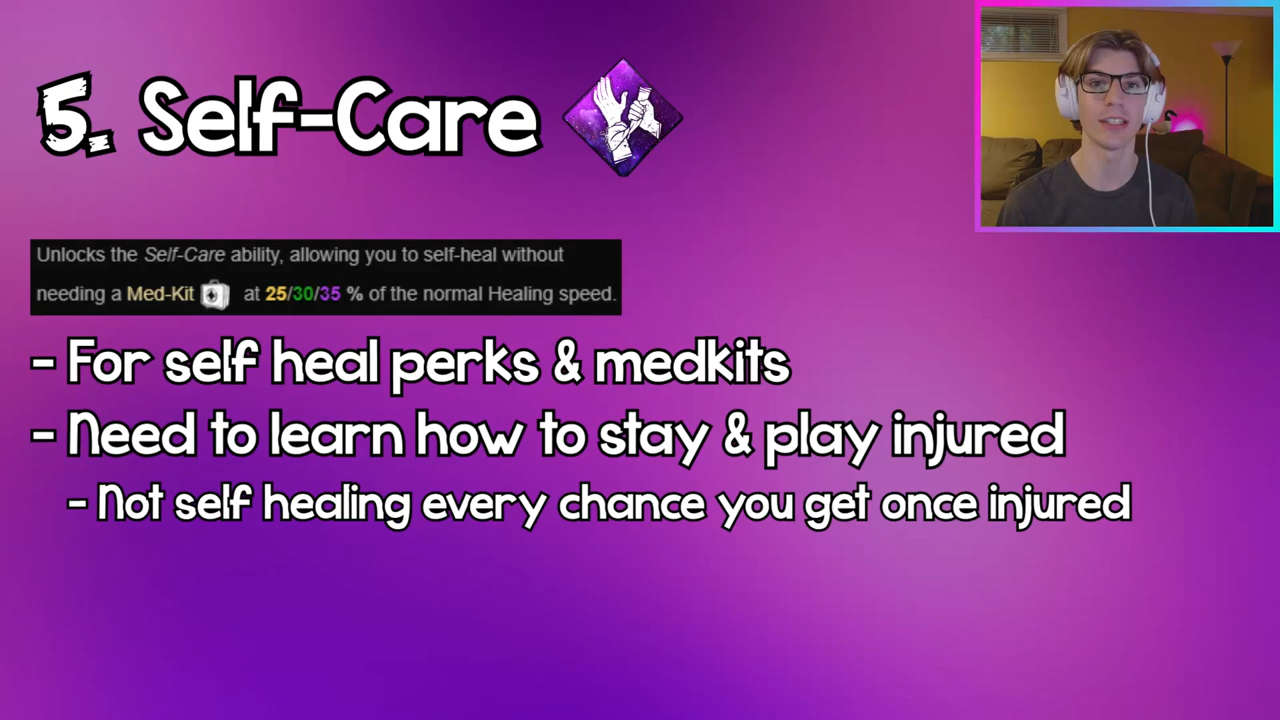 5. Self-Care
Unlocks the Self-Care ability, allowing you to self-heal without
needing a Med-Kit at 25/30/35 % of the normal Healing speed.
- For self heal perks & medkits
- Need to learn how to stay & play injured
- Not self healing every chance you get once injured